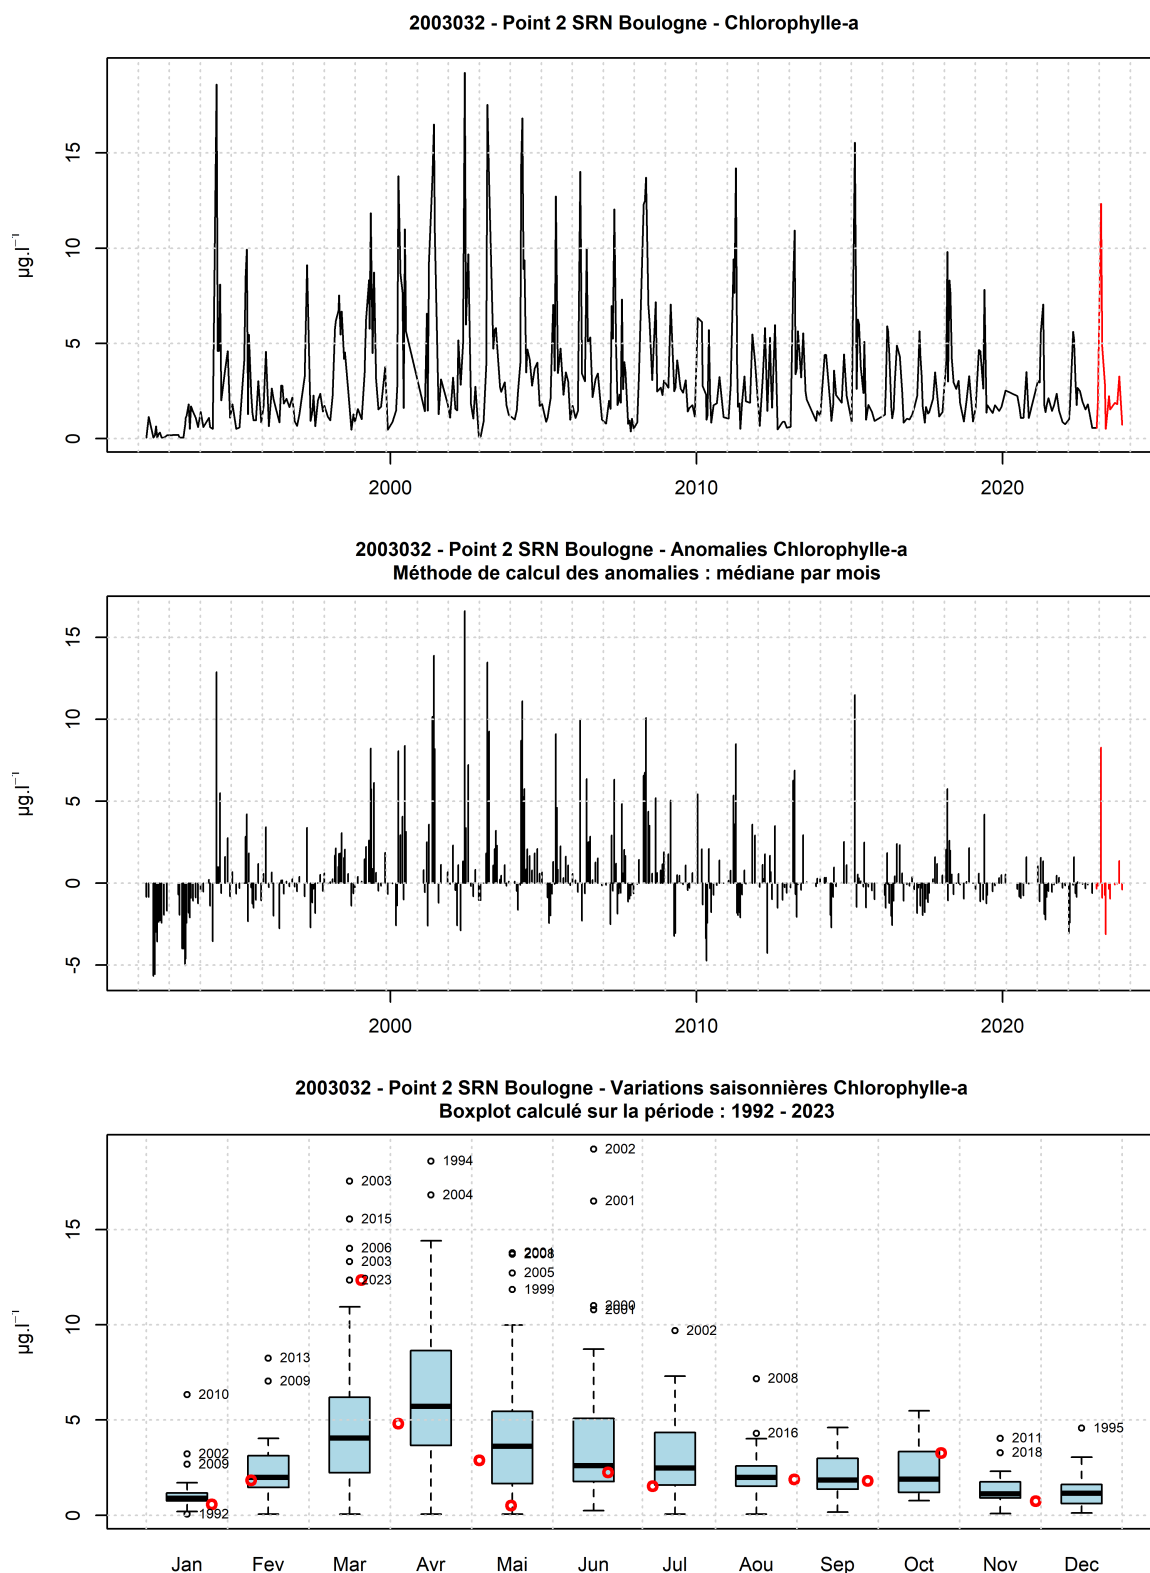 2003032 - Point 2 SRN Boulogne - Chlorophylle-a
15
10
5
0
µg.l⁻¹
2000
2010
2020
2003032 - Point 2 SRN Boulogne - Anomalies Chlorophylle-a
Méthode de calcul des anomalies : médiane par mois
15
10
5
0
-5
µg.l⁻¹
2000
2010
2020
2003032 - Point 2 SRN Boulogne - Variations saisonnières Chlorophylle-a
Boxplot calculé sur la période : 1992 - 2023
15
10
5
0
µg.l⁻¹
2010
2002
2009
1992
2013
2009
2003
2015
2006
2003
2023
1994
2004
2008
2005
1999
2002
2001
2000
2001
2002
2008
2016
2011
2018
1995
Jan
Fev
Mar
Avr
Mai
Jun
Jul
Aou
Sep
Oct
Nov
Dec